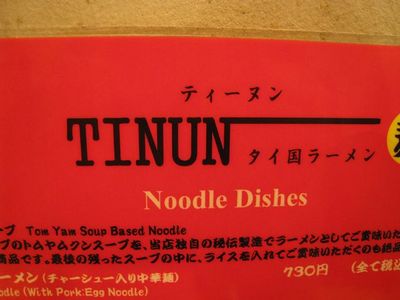 ティーヌン
TINUN
タイ国ラーメン
Noodle Dishes
ープ Tom Yam Soup Based Noodle
プのトムヤムクンスープを、当店独自の秘伝製造でラーメンとしてご賞味いた
商品です。最後の残ったスープの中に、ライスを入れてご賞味いただくのも絶品
ーメン (チャーシュー入り中華麺) 730円 (全て税込
oodle (With Pork:Egg Noodle)